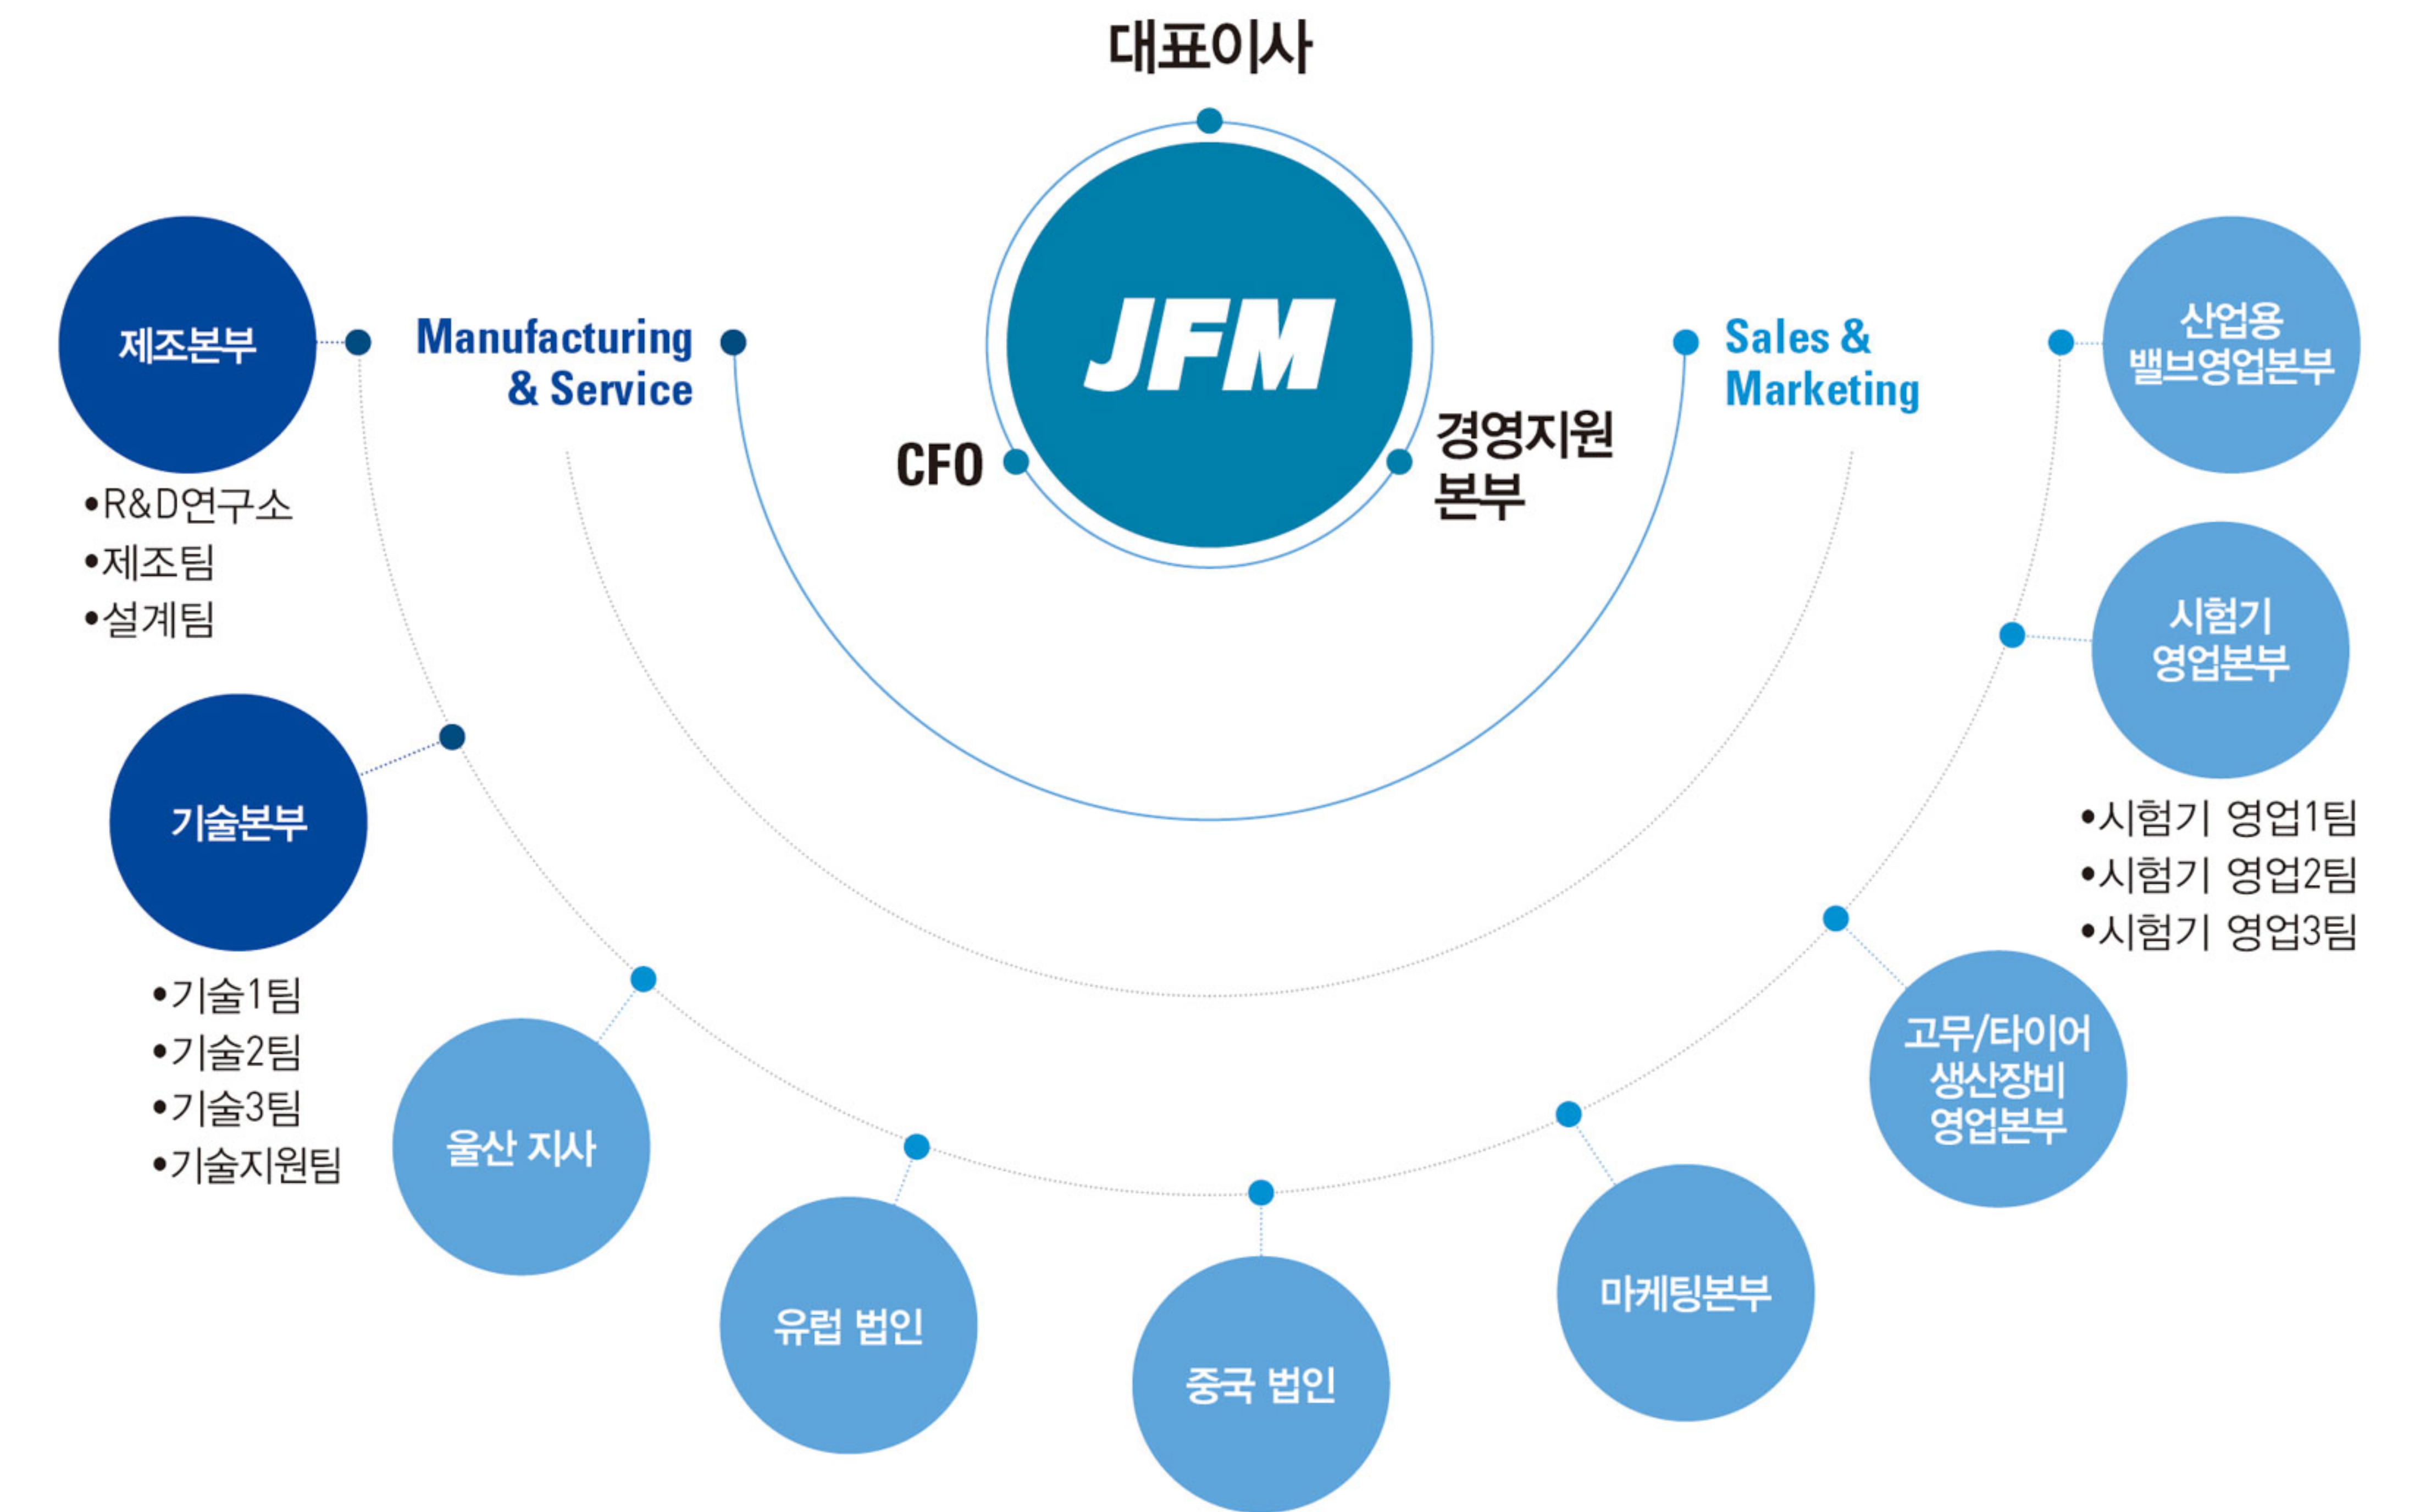 대표이사
JFM
CFO
경영지원
본부
Manufacturing
& Service
Sales &
Marketing
제조본부
•R&D연구소
•제조팀
•설계팀
기술본부
•기술1팀
•기술2팀
•기술3팀
•기술지원팀
울산 지사
유럽 법인
중국 법인
마케팅본부
고무/타이어
생산장비
영업본부
시험기
영업본부
•시험기 영업1팀
•시험기 영업2팀
•시험기 영업3팀
산업용
밸브영업본부